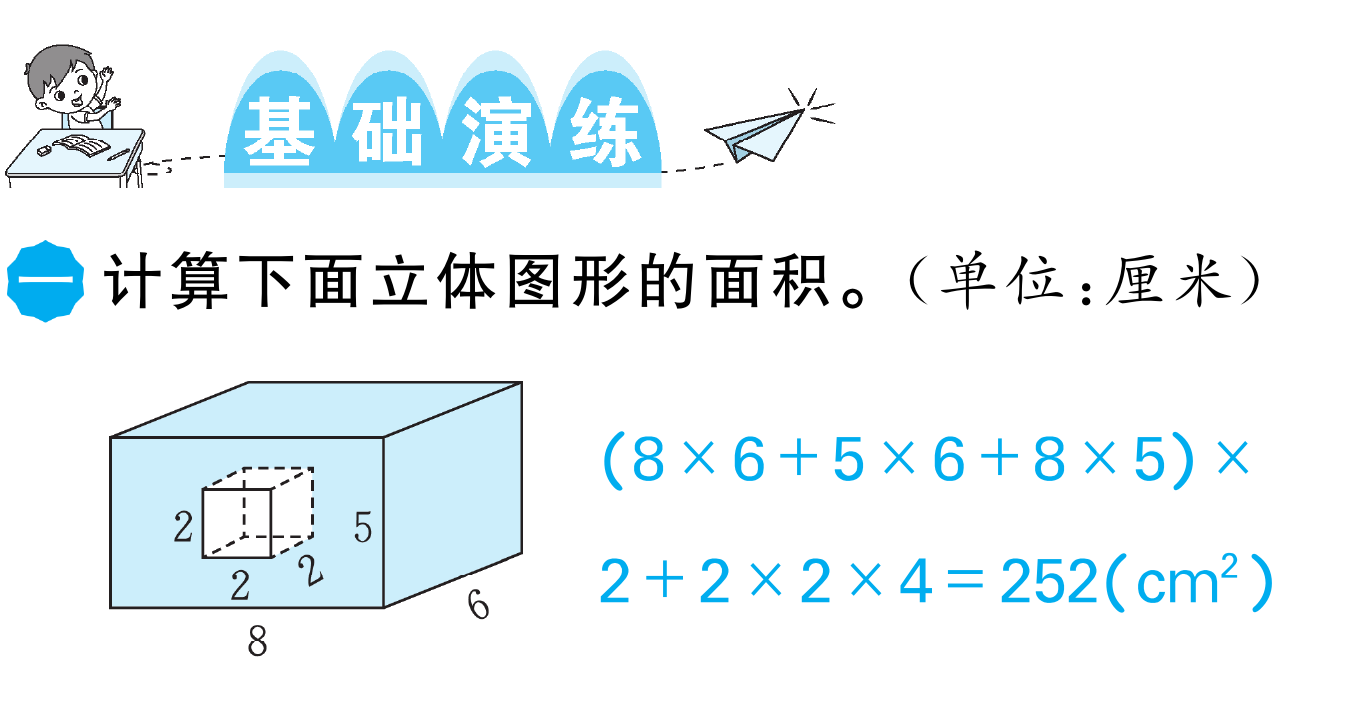 基础演练
一 计算下面立体图形的面积。(单位:厘米)
2
5
2
2
6
8
(8×6+5×6+8×5)×
2+2×2×4=252(cm²)